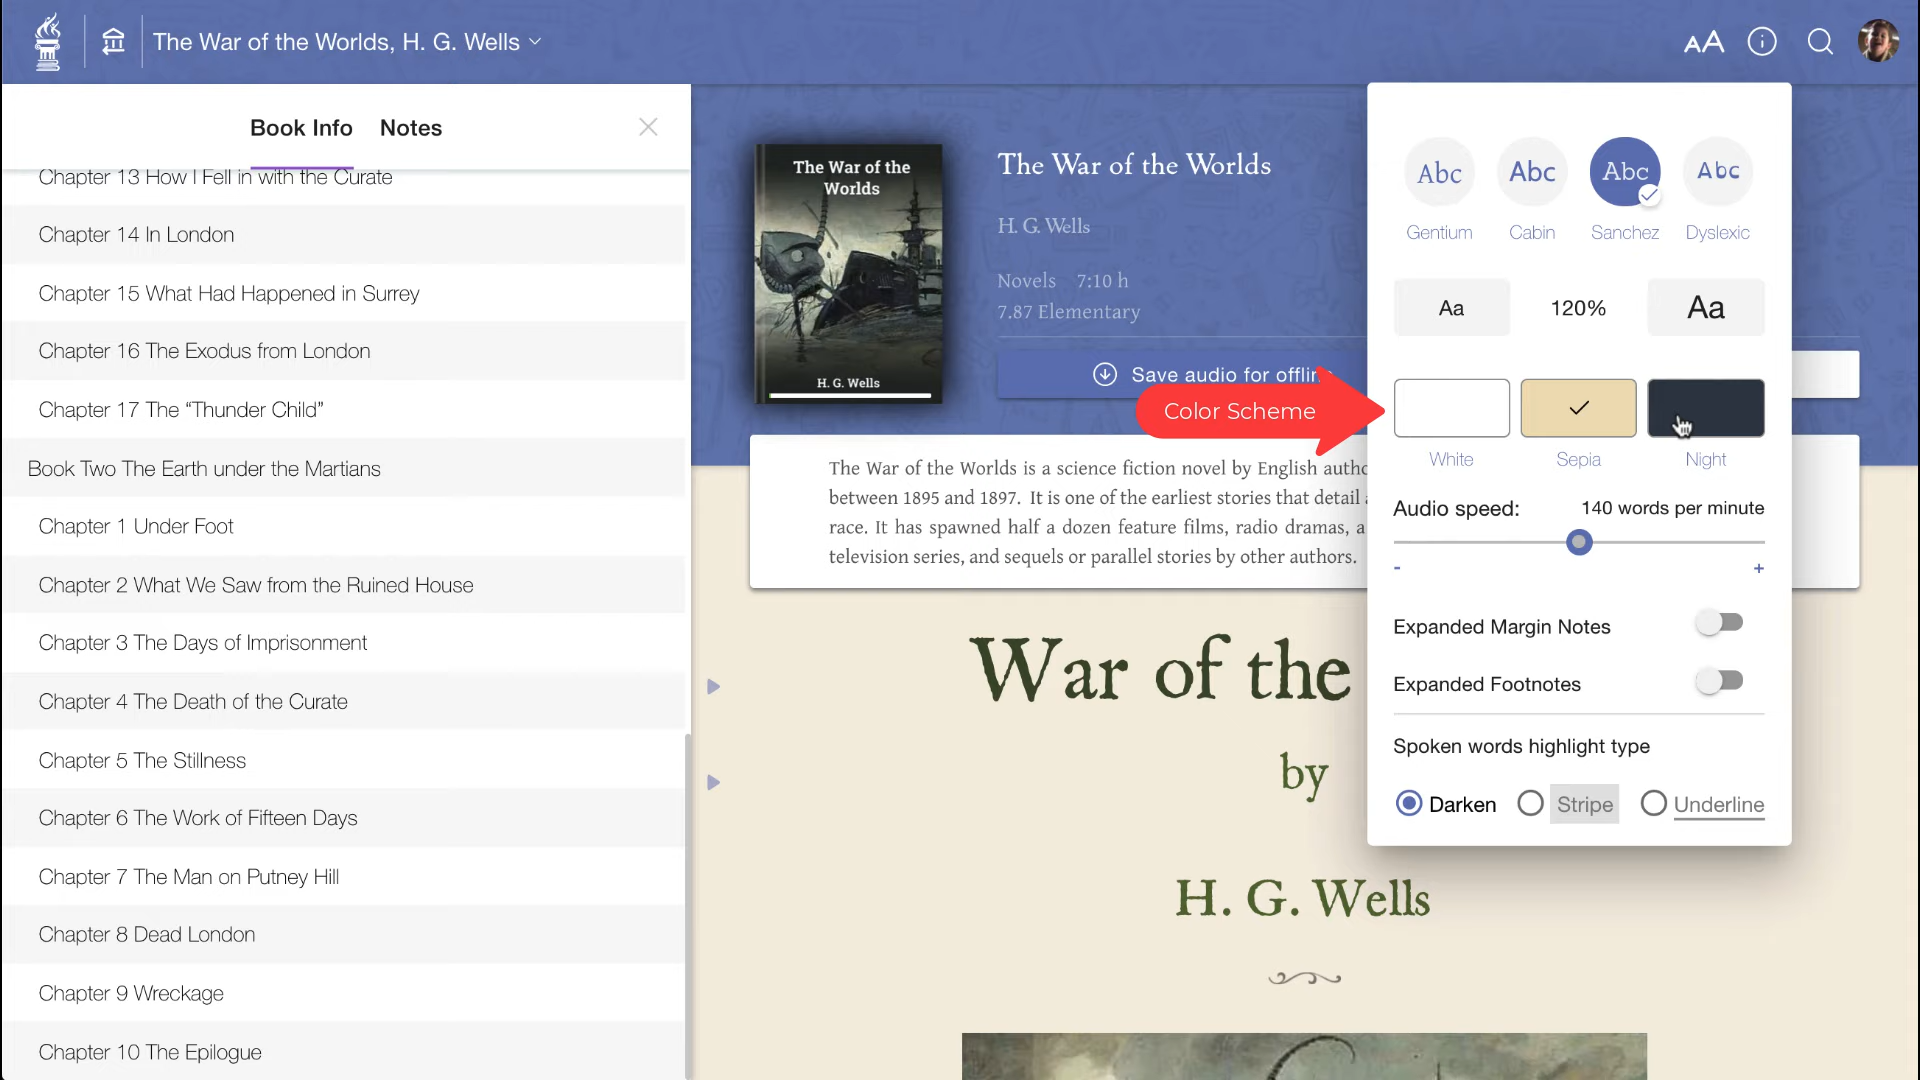 The War of the Worlds, H. G. Wells
AA
Book Info
Notes
Chapter 13 How I Fell in with the Curate
Chapter 14 In London
Chapter 15 What Had Happened in Surrey
Chapter 16 The Exodus from London
Chapter 17 The “Thunder Child”
Book Two The Earth under the Martians
Chapter 1 Under Foot
Chapter 2 What We Saw from the Ruined House
Chapter 3 The Days of Imprisonment
Chapter 4 The Death of the Curate
Chapter 5 The Stillness
Chapter 6 The Work of Fifteen Days
Chapter 7 The Man on Putney Hill
Chapter 8 Dead London
Chapter 9 Wreckage
Chapter 10 The Epilogue
The War of the
Worlds
H. G. Wells
The War of the Worlds
H. G. Wells
Novels 7:10 h
7.87 Elementary
Save audio for offlin
Color Scheme
The War of the Worlds is a science fiction novel by English autho
between 1895 and 1897. It is one of the earliest stories that detail a
race. It has spawned half a dozen feature films, radio dramas, a
television series, and sequels or parallel stories by other authors.
War of the
by
H. G. Wells
Abc Abc Abc Abc
Gentium Cabin Sanchez Dyslexic
Aa 120% Aa
White Sepia Night
Audio speed: 140 words per minute
- +
Expanded Margin Notes
Expanded Footnotes
Spoken words highlight type
Darken Stripe Underline